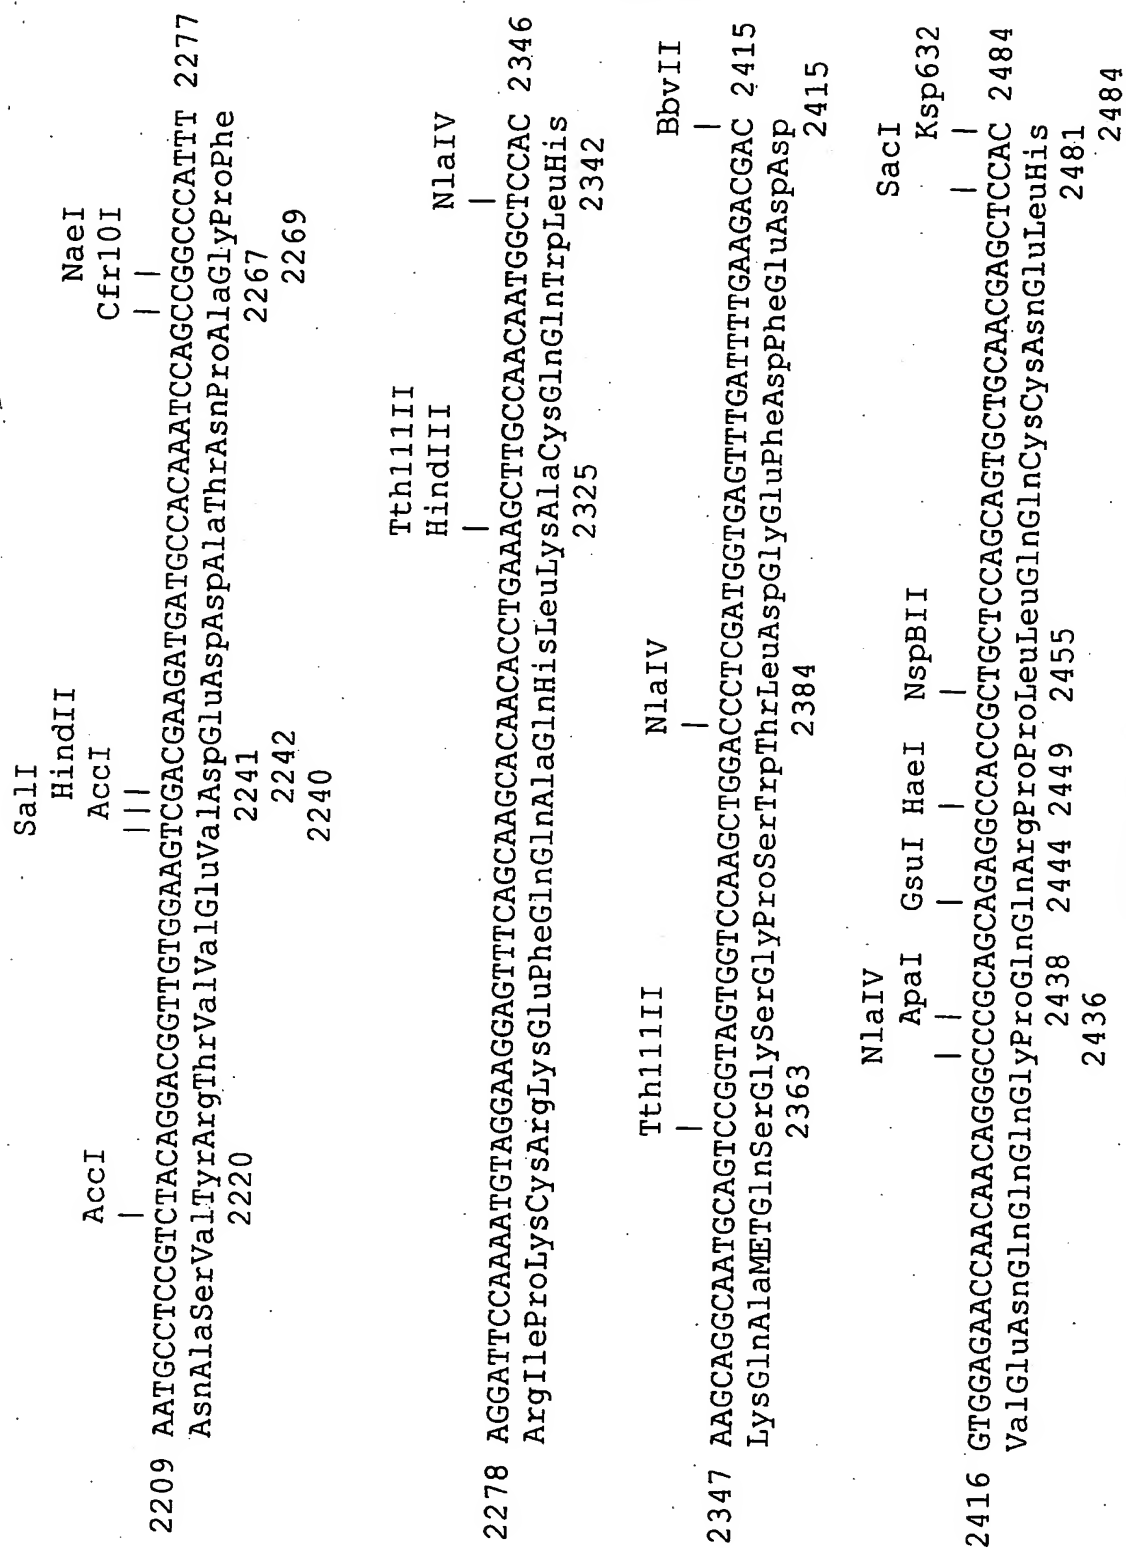 SalI
HindII NaeI
AccI AccI Cfr10I
2209 AATGCCTCCGTCTACAGGACGGTTGTGGAAGTCGACGAAGATGATGCCACAAATCCAGCCGGCCCATTT 2277
AsnAlaSerValTyrArgThrValValGluValAspGluAspAspAlaThrAsnProAlaGlyProPhe
2220 2241 2267
2242 2269
2240
Tth111II
HindIII NlaIV
2278 AGGATTCCAAAATGTAGGAAGGAGTTTCAGCAAGCACAACACCTGAAAGCTTGCCAACAATGGCTCCAC 2346
ArgIleProLysCysArgLysGluPheGlnGlnAlaGlnHisLeuLysAlaCysGlnGlnTrpLeuHis
2325 2342
Tth111II NlaIV BbvII
2347 AAGCAGGCAATGCAGTCCGGTAGTGGTCCAAGCTGGACCCTCGATGGTGAGTTTGATTTTGAAGACGAC 2415
LysGlnAlaMETGlnSerGlySerGlyProSerTrpThrLeuAspGlyGluPheAspPheGluAspAsp
2363 2384 2415
NlaIV SacI
ApaI GsuI HaeI NspBII Ksp632
2416 GTGGAGAACCAACAACAGGGCCCGCAGCAGAGGCCACCGCTGCTCCAGCAGTGCTGCAACGAGCTCCAC 2484
ValGluAsnGlnGlnGlnGlyProGlnGlnArgProProLeuLeuGlnGlnCysCysAsnGluLeuHis
2438 2444 2449 2455 2481
2436 2484